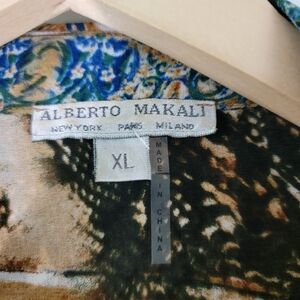 ALBERTO MAKALI
NEW YORK PARIS MILANO
XL
MADE IN CHINA